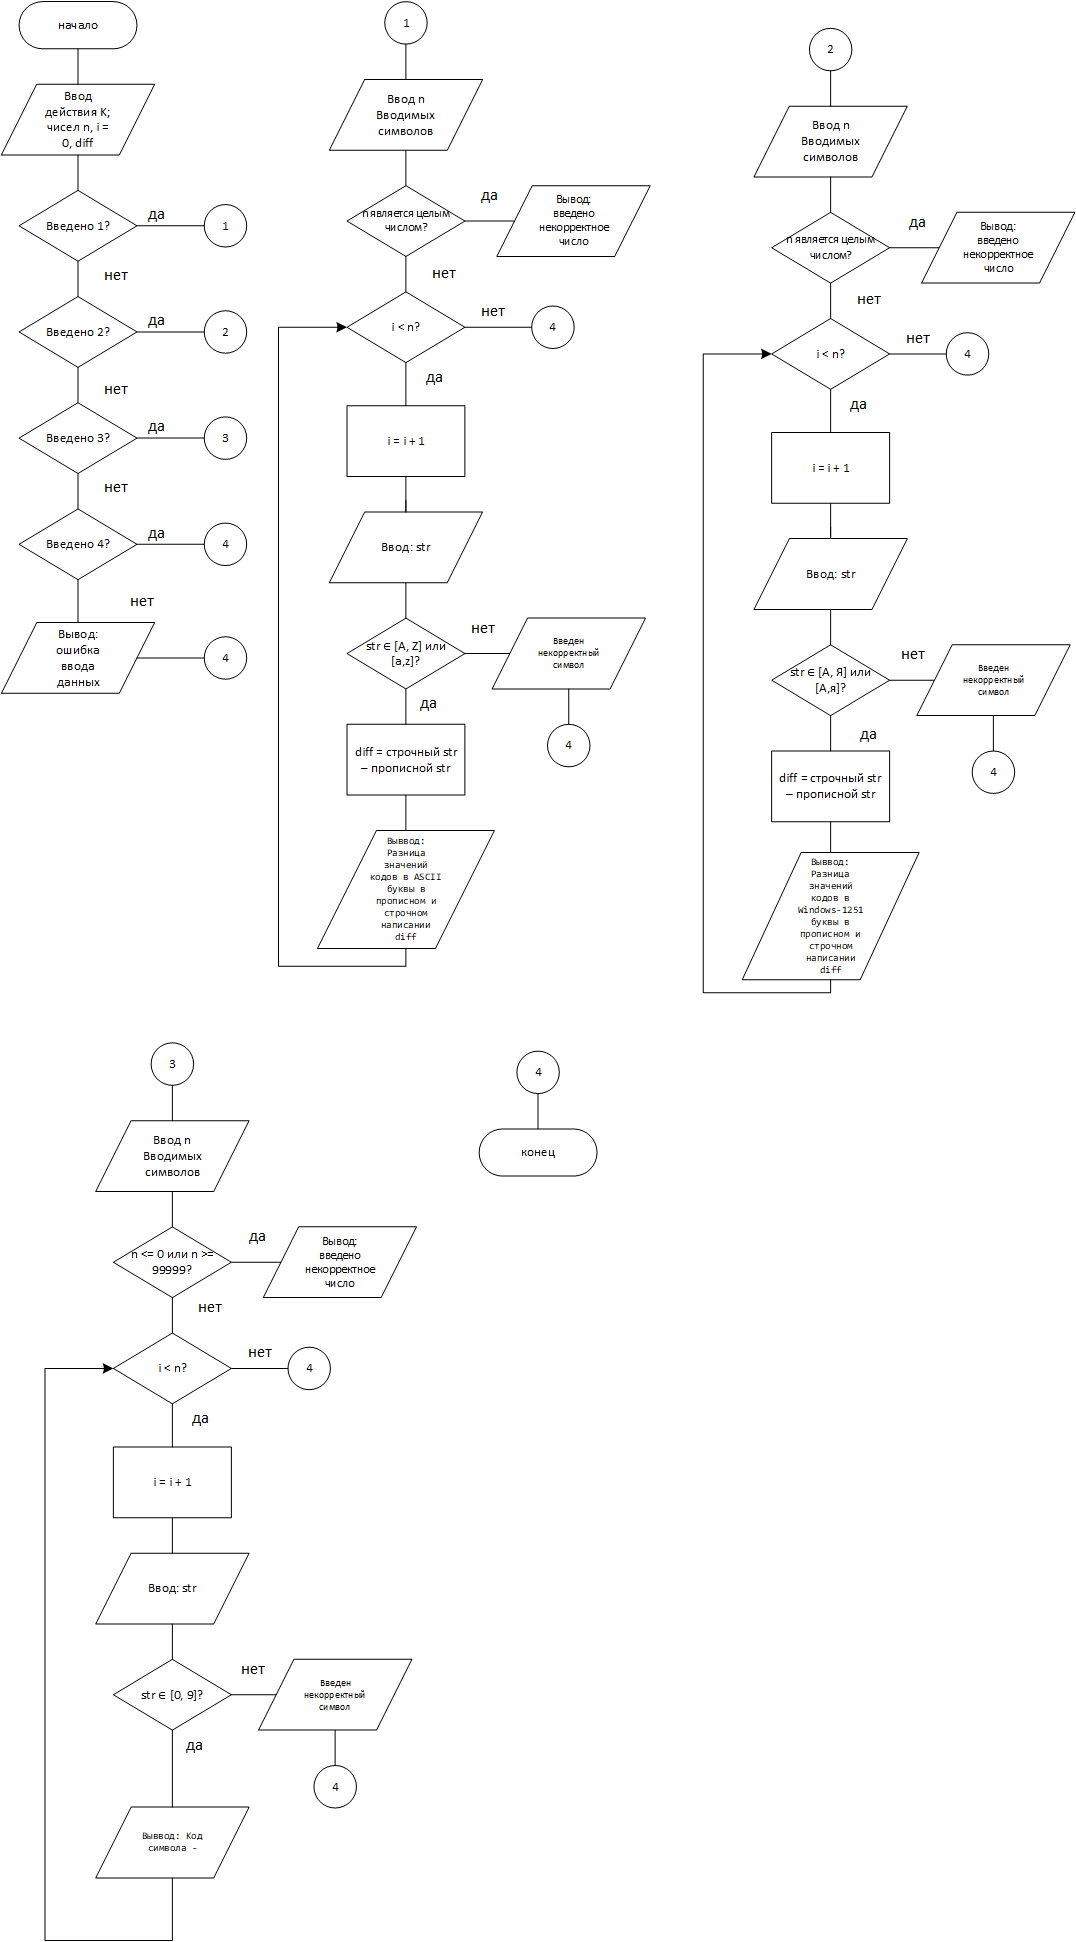 начало
Ввод
действия K;
чисел n, i =
0, diff
Введено 1?
да
1
нет
Введено 2?
да
2
нет
Введено 3?
да
3
нет
Введено 4?
да
4
нет
Вывод:
ошибка
ввода
данных
4
1
Ввод n
Вводимых
символов
n является целым
числом?
да
Вывод:
введено
некорректное
число
нет
i < n?
нет
4
да
i = i + 1
Ввод: str
str ∈ [A, Z] или
[a,z]?
нет
Введен
некорректный
символ
4
да
diff = строчный str
– прописной str
Выввод:
Разница
значений
кодов в ASCII
буквы в
прописном и
строчном
написании
diff
2
Ввод n
Вводимых
символов
n является целым
числом?
да
Вывод:
введено
некорректное
число
нет
i < n?
нет
4
да
i = i + 1
Ввод: str
str ∈ [А, Я] или
[А,я]?
нет
Введен
некорректный
символ
4
да
diff = строчный str
– прописной str
Выввод:
Разница
значений
кодов в
Windows-1251
буквы в
прописном и
строчном
написании
diff
3
Ввод n
Вводимых
символов
n <= 0 или n >=
99999?
да
Вывод:
введено
некорректное
число
нет
i < n?
нет
4
да
i = i + 1
Ввод: str
str ∈ [0, 9]?
нет
Введен
некорректный
символ
4
да
Выввод: Код
символа -
4
конец